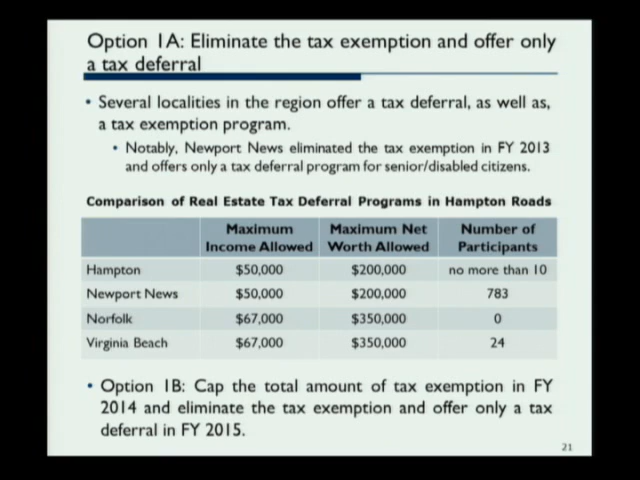 Option 1A: Eliminate the tax exemption and offer only
a tax deferral
• Several localities in the region offer a tax deferral, as well as,
a tax exemption program.
• Notably, Newport News eliminated the tax exemption in FY 2013
and offers only a tax deferral program for senior/disabled citizens.
Comparison of Real Estate Tax Deferral Programs in Hampton Roads
Maximum Income Allowed Maximum Net Worth Allowed Number of Participants
Hampton $50,000 $200,000 no more than 10
Newport News $50,000 $200,000 783
Norfolk $67,000 $350,000 0
Virginia Beach $67,000 $350,000 24
• Option 1B: Cap the total amount of tax exemption in FY
2014 and eliminate the tax exemption and offer only a tax
deferral in FY 2015.
21